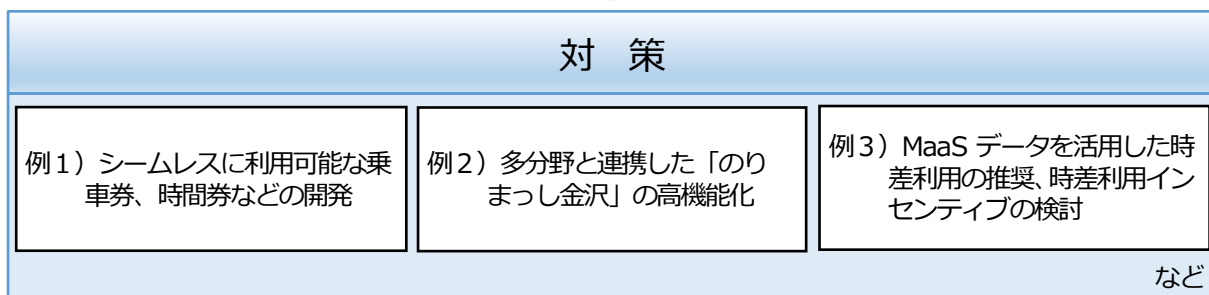 対 策
例１）シームレスに利用可能な乗
車券、時間券などの開発
例２）多分野と連携した「のり
まっし金沢」の高機能化
例３）MaaS データを活用した時
差利用の推奨、時差利用イン
センティブの検討
など